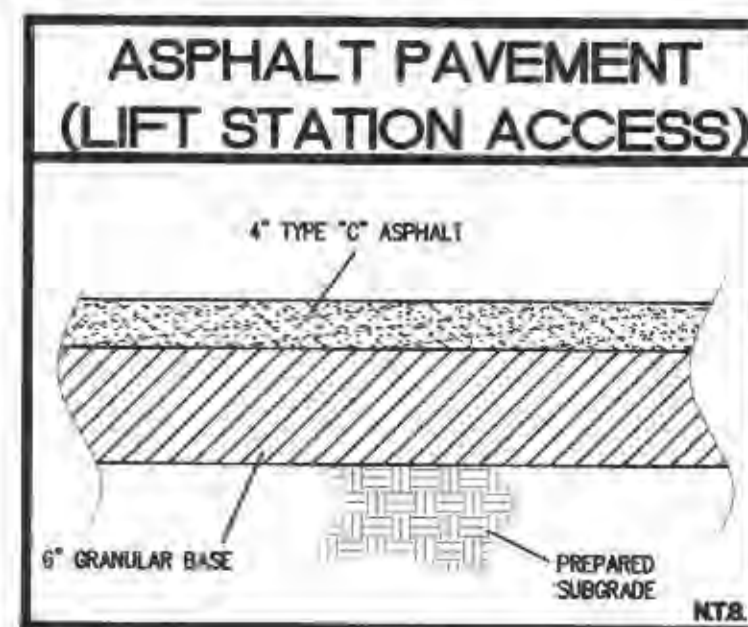 ASPHALT PAVEMENT
(LIFT STATION ACCESS)
4" TYPE "C" ASPHALT
6" GRANULAR BASE
PREPARED
SUBGRADE
N.T.S.